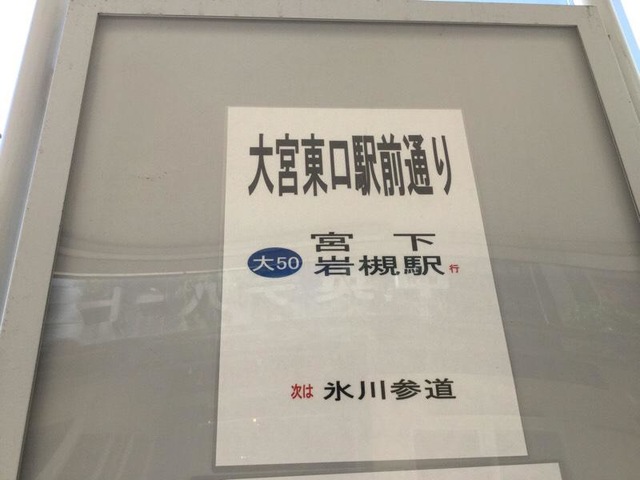 大宮東口駅前通り
大50 宮下
岩槻駅 行
次は 氷川参道